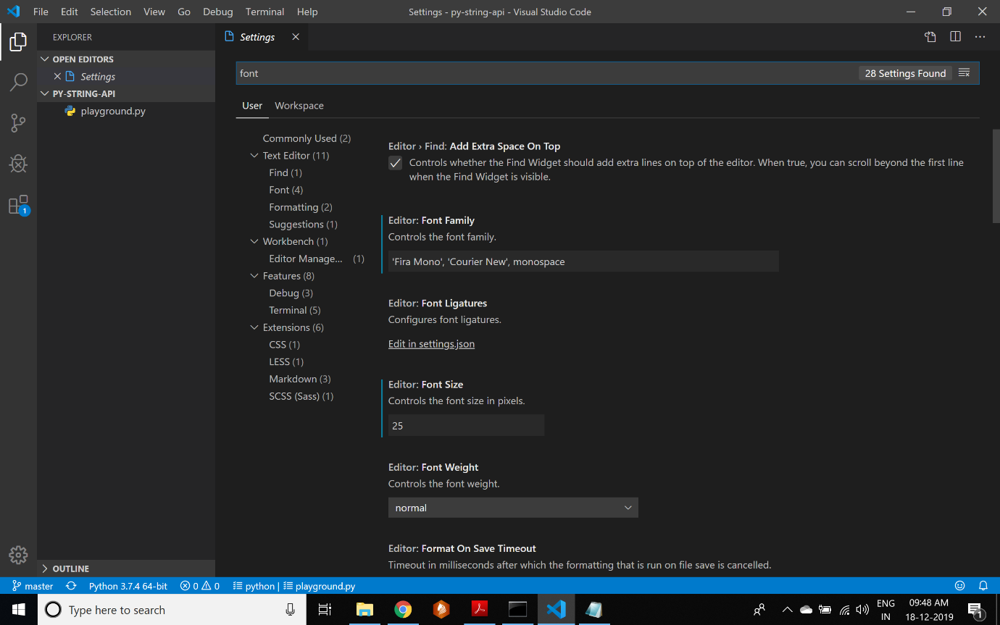 File Edit Selection View Go Debug Terminal Help
Settings - py-string-api - Visual Studio Code
EXPLORER
OPEN EDITORS
Settings
PY-STRING-API
playground.py
OUTLINE
1
Settings
font
28 Settings Found
User Workspace
Commonly Used (2)
Text Editor (11)
Find (1)
Font (4)
Formatting (2)
Suggestions (1)
Workbench (1)
Editor Manage... (1)
Features (8)
Debug (3)
Terminal (5)
Extensions (6)
CSS (1)
LESS (1)
Markdown (3)
SCSS (Sass) (1)
Editor › Find: Add Extra Space On Top
Controls whether the Find Widget should add extra lines on top of the editor. When true, you can scroll beyond the first line
when the Find Widget is visible.
Editor: Font Family
Controls the font family.
'Fira Mono', 'Courier New', monospace
Editor: Font Ligatures
Configures font ligatures.
Edit in settings.json
Editor: Font Size
Controls the font size in pixels.
25
Editor: Font Weight
Controls the font weight.
normal
Editor: Format On Save Timeout
Timeout in milliseconds after which the formatting that is run on file save is cancelled.
master Python 3.7.4 64-bit 0 0 python | playground.py
Type here to search
ENG
IN
09:48 AM
18-12-2019
1